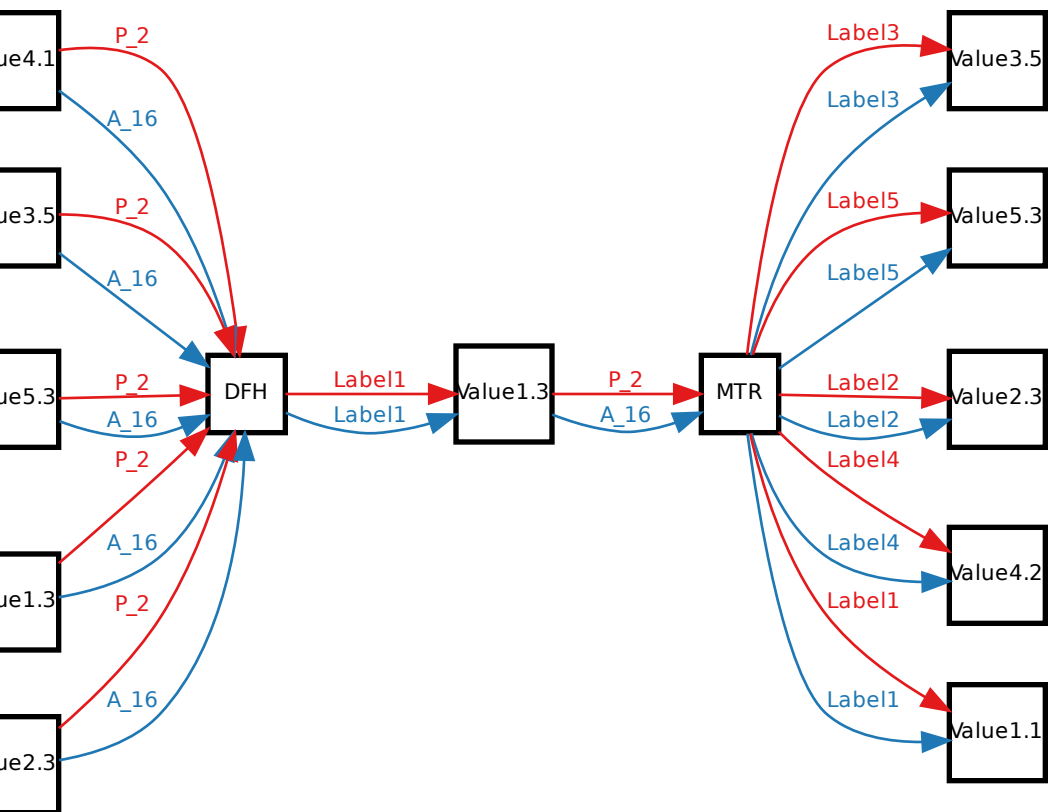 ue4.1
P_2
A_16
ue3.5
P_2
A_16
ue5.3
P_2
A_16
P_2
ue1.3
A_16
P_2
ue2.3
A_16
DFH
Label1
Label1
Value1.3
P_2
A_16
MTR
Label3
Label3
Value3.5
Label5
Label5
Value5.3
Label2
Label2
Value2.3
Label4
Label4
Value4.2
Label1
Label1
Value1.1